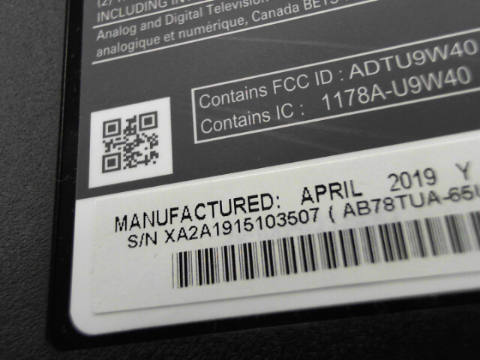 INCLUDING IN
Analog and Digital Television
analogique et numérique, Canada BETS
Contains FCC ID : ADTU9W40
Contains IC : 1178A-U9W40
MANUFACTURED: APRIL 2019 Y
S/N XA2A1915103507 ( AB78TUA-65U